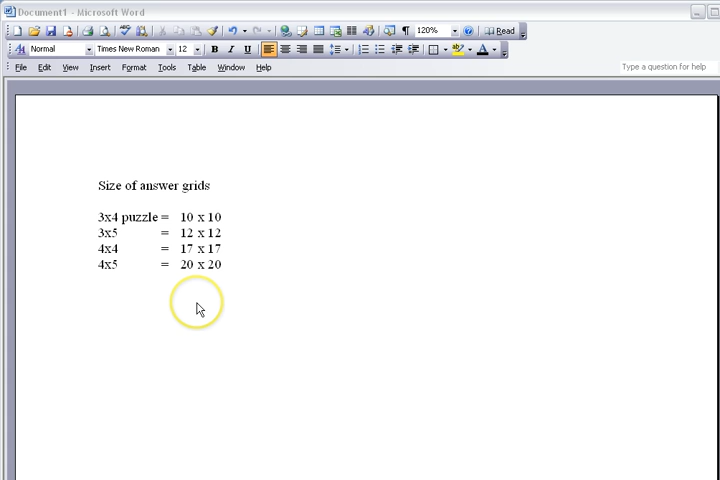 Document1 - Microsoft Word
120% Read
Normal Times New Roman 12 B I U
File Edit View Insert Format Tools Table Window Help Type a question for help
Size of answer grids
3x4 puzzle = 10 x 10
3x5 = 12 x 12
4x4 = 17 x 17
4x5 = 20 x 20